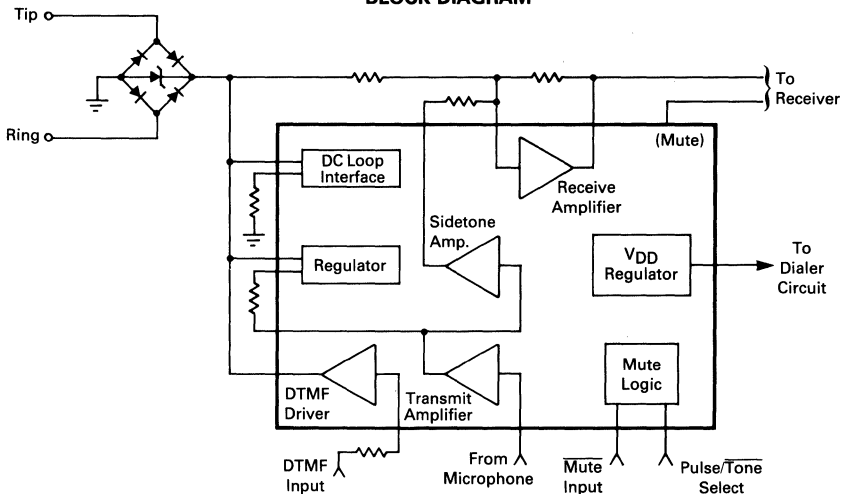 BLOCK DIAGRAM
Tip
To
Receiver
Ring
(Mute)
DC Loop
Interface
Receive
Amplifier
Sidetone
Amp.
Regulator
VDD
Regulator
To
Dialer
Circuit
Mute
Logic
DTMF
Driver
Transmit
Amplifier
DTMF
Input
From
Microphone
Mute
Input
Pulse/Tone
Select